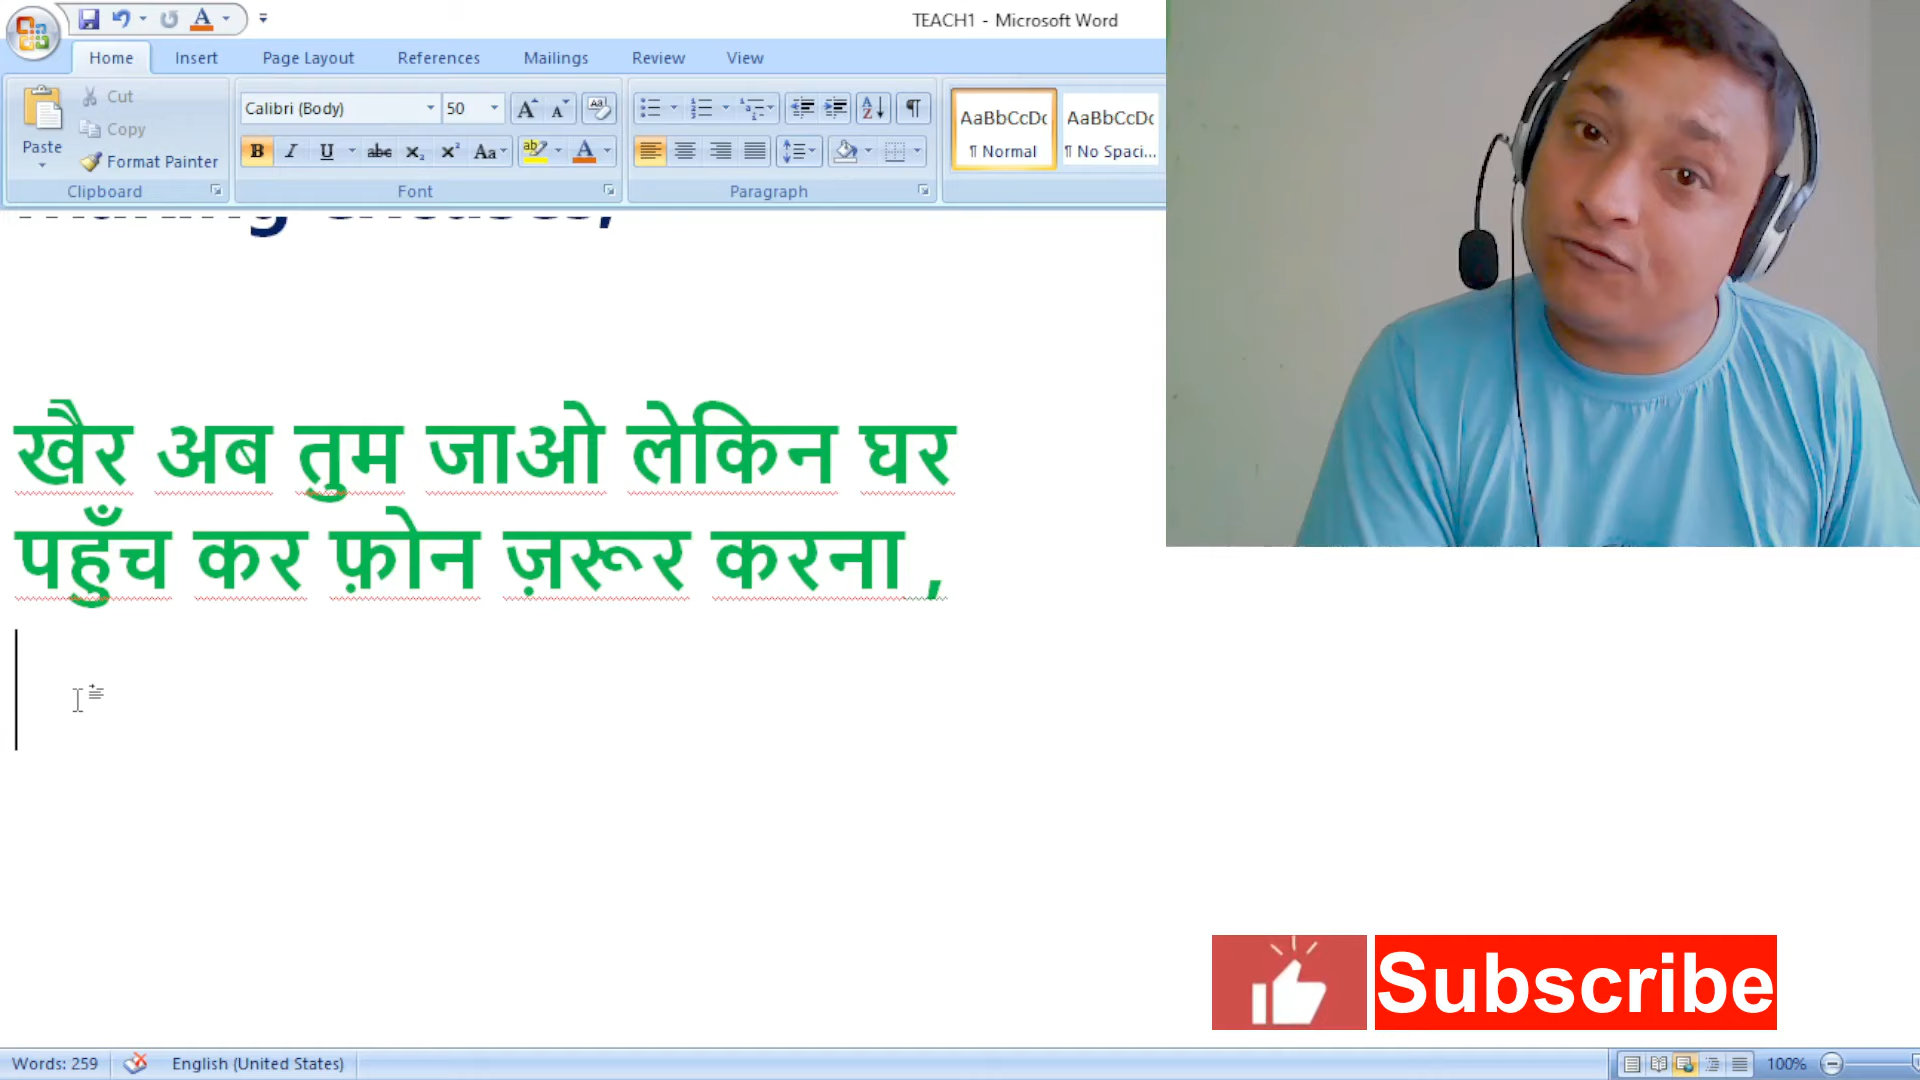 TEACH1 - Microsoft Word
Home Insert Page Layout References Mailings Review View
Paste
Cut
Copy
Format Painter
Clipboard
Calibri (Body) 50
Font
Paragraph
AaBbCcDc AaBbCcDc
¶ Normal ¶ No Spaci...
खैर अब तुम जाओ लेकिन घर
पहुँच कर फ़ोन ज़रूर करना ,
Subscribe
Words: 259 English (United States) 100%